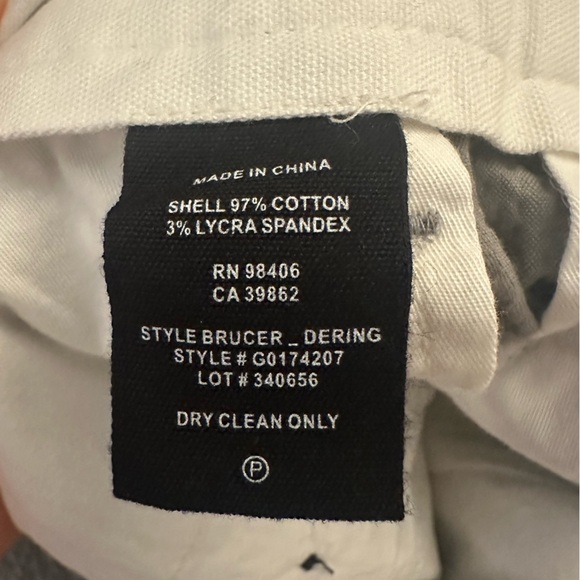 MADE IN CHINA
SHELL 97% COTTON
3% LYCRA SPANDEX
RN 98406
CA 39862
STYLE BRUCER _ DERING
STYLE # G0174207
LOT # 340656
DRY CLEAN ONLY
P